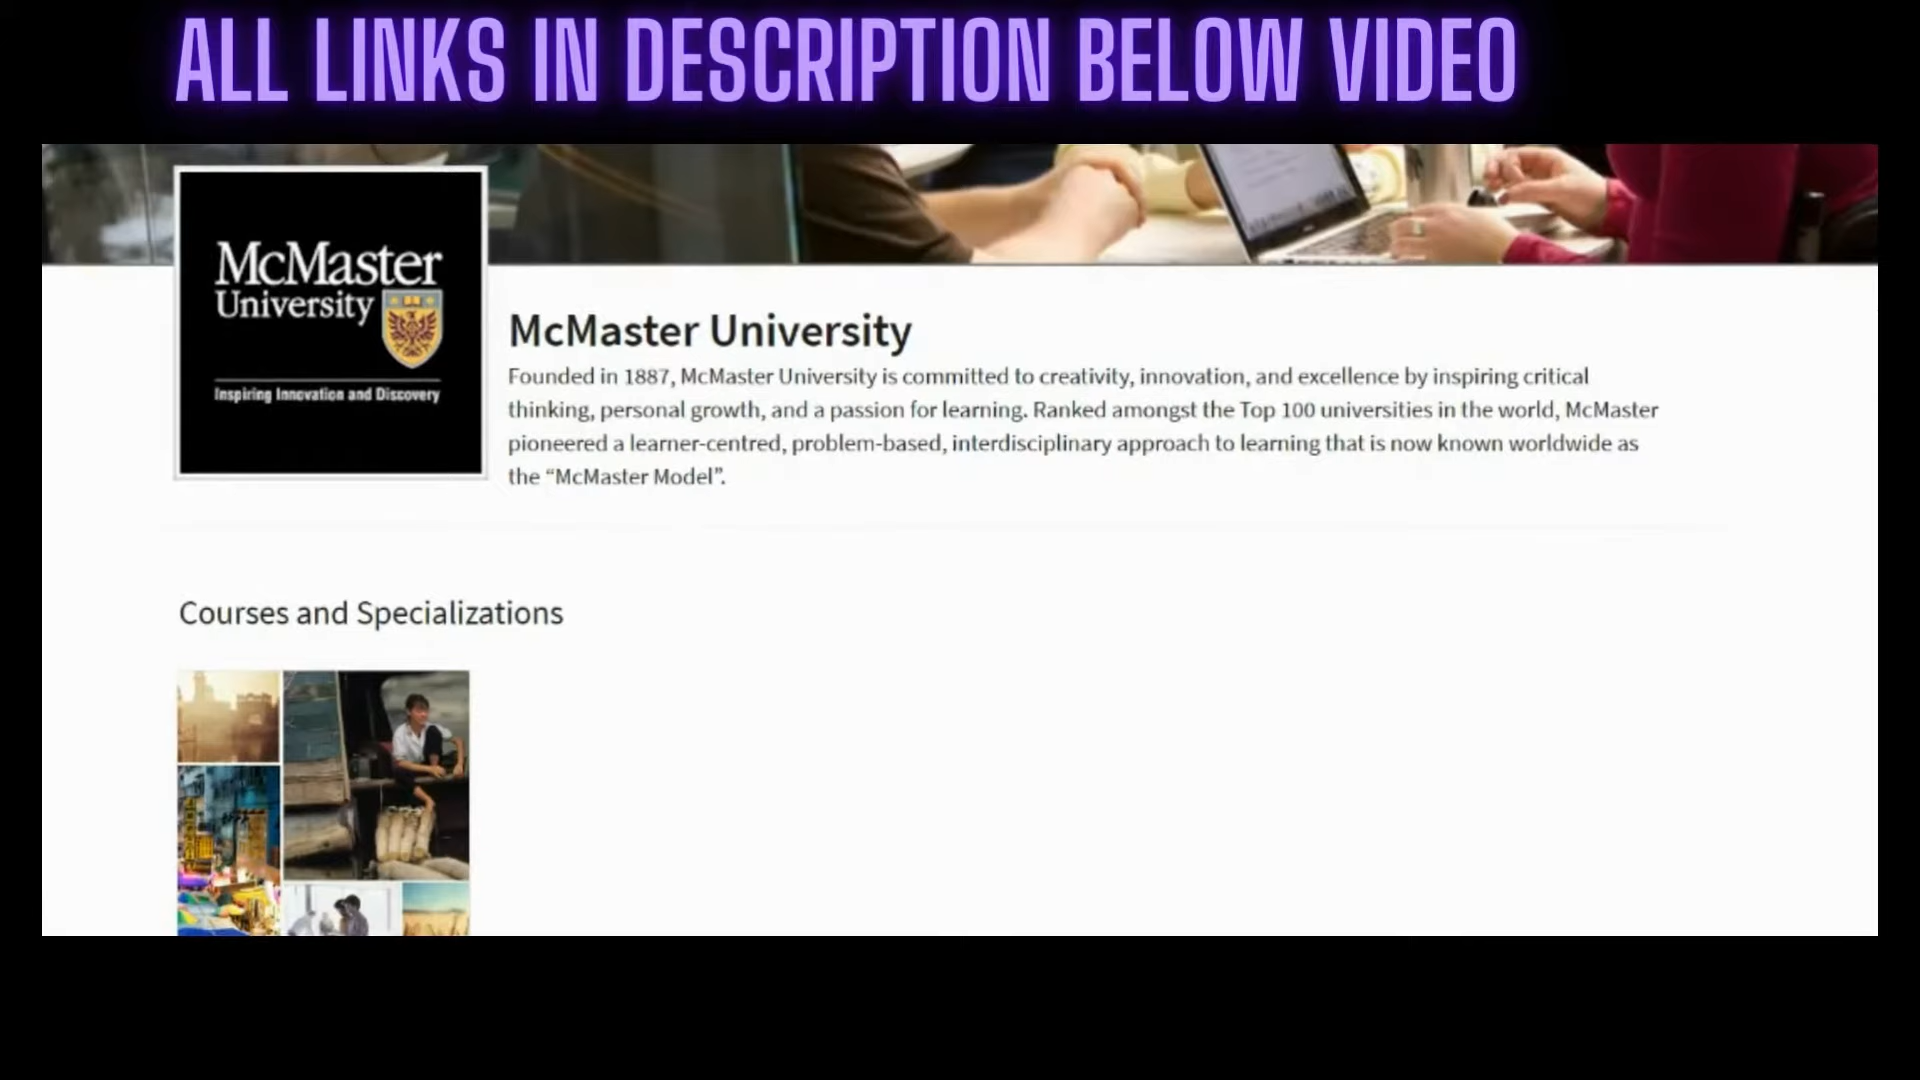 ALL LINKS IN DESCRIPTION BELOW VIDEO
McMaster
University
Inspiring Innovation and Discovery
McMaster University
Founded in 1887, McMaster University is committed to creativity, innovation, and excellence by inspiring critical
thinking, personal growth, and a passion for learning. Ranked amongst the Top 100 universities in the world, McMaster
pioneered a learner-centred, problem-based, interdisciplinary approach to learning that is now known worldwide as
the “McMaster Model”.
Courses and Specializations